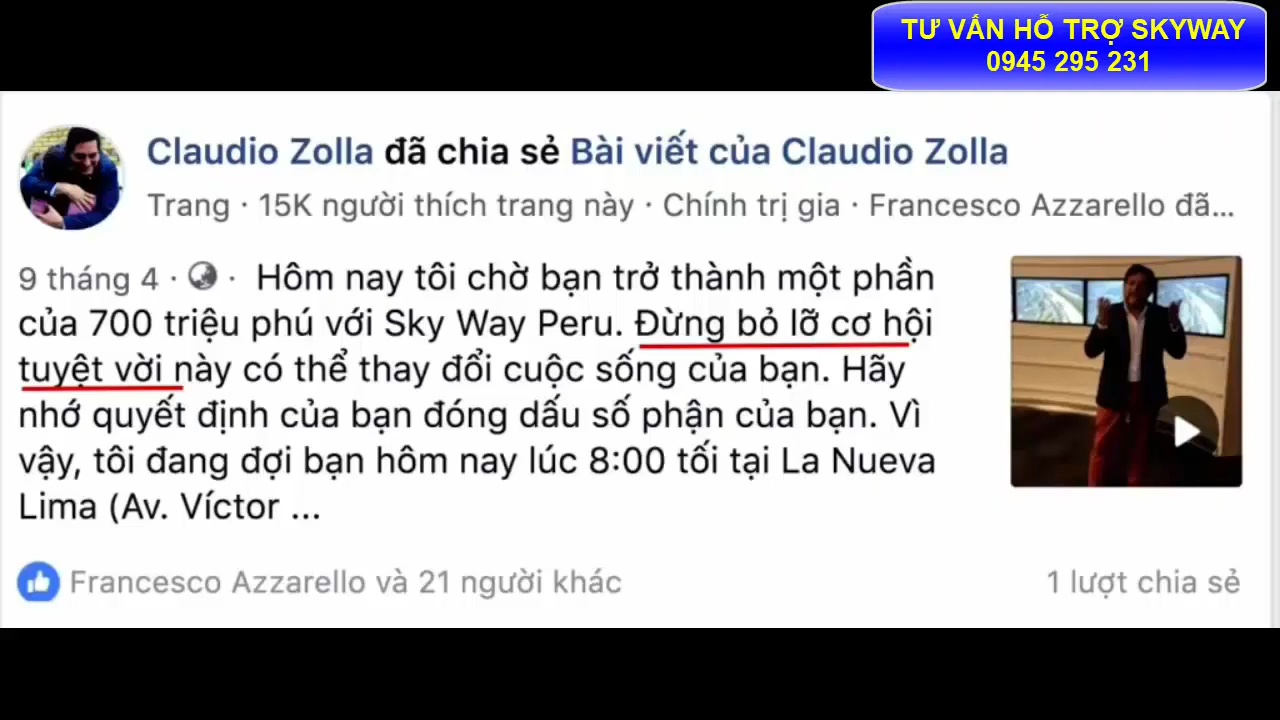 TƯ VẤN HỖ TRỢ SKYWAY
0945 295 231
Claudio Zolla đã chia sẻ Bài viết của Claudio Zolla
Trang · 15K người thích trang này · Chính trị gia · Francesco Azzarello đã...
9 tháng 4 · · Hôm nay tôi chờ bạn trở thành một phần
của 700 triệu phú với Sky Way Peru. Đừng bỏ lỡ cơ hội
tuyệt vời này có thể thay đổi cuộc sống của bạn. Hãy
nhớ quyết định của bạn đóng dấu số phận của bạn. Vì
vậy, tôi đang đợi bạn hôm nay lúc 8:00 tối tại La Nueva
Lima (Av. Víctor ...
Francesco Azzarello và 21 người khác
1 lượt chia sẻ